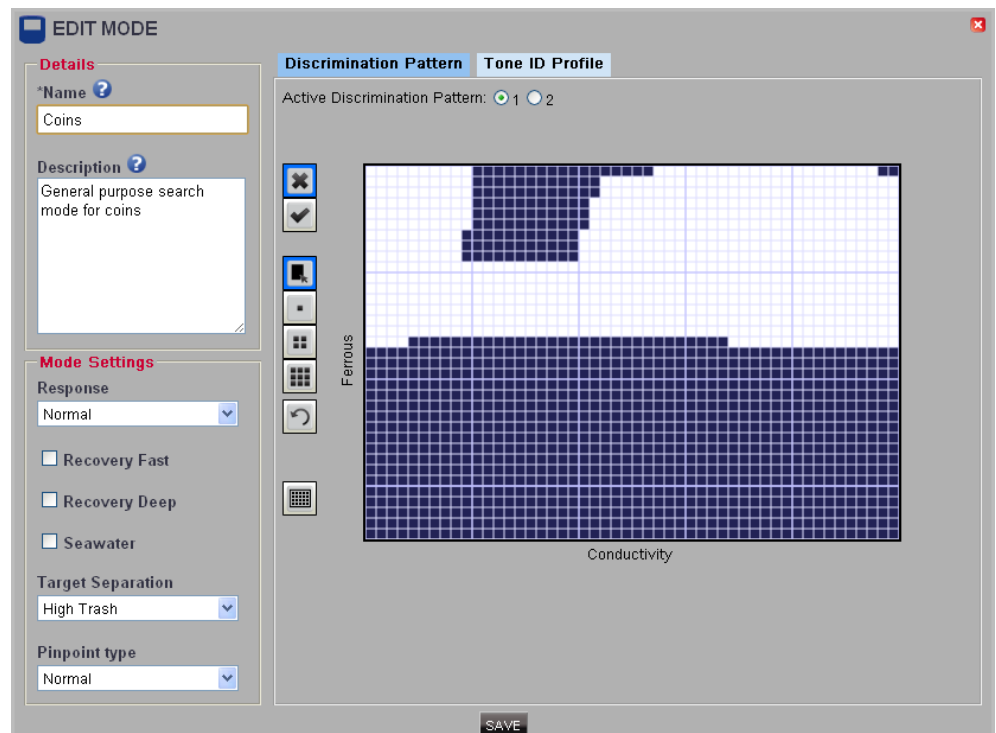 EDIT MODE
Details
*Name
Coins
Description
General purpose search
mode for coins
Mode Settings
Response
Normal
Recovery Fast
Recovery Deep
Seawater
Target Separation
High Trash
Pinpoint type
Normal
Discrimination Pattern Tone ID Profile
Active Discrimination Pattern: 1 2
Ferrous
Conductivity
SAVE